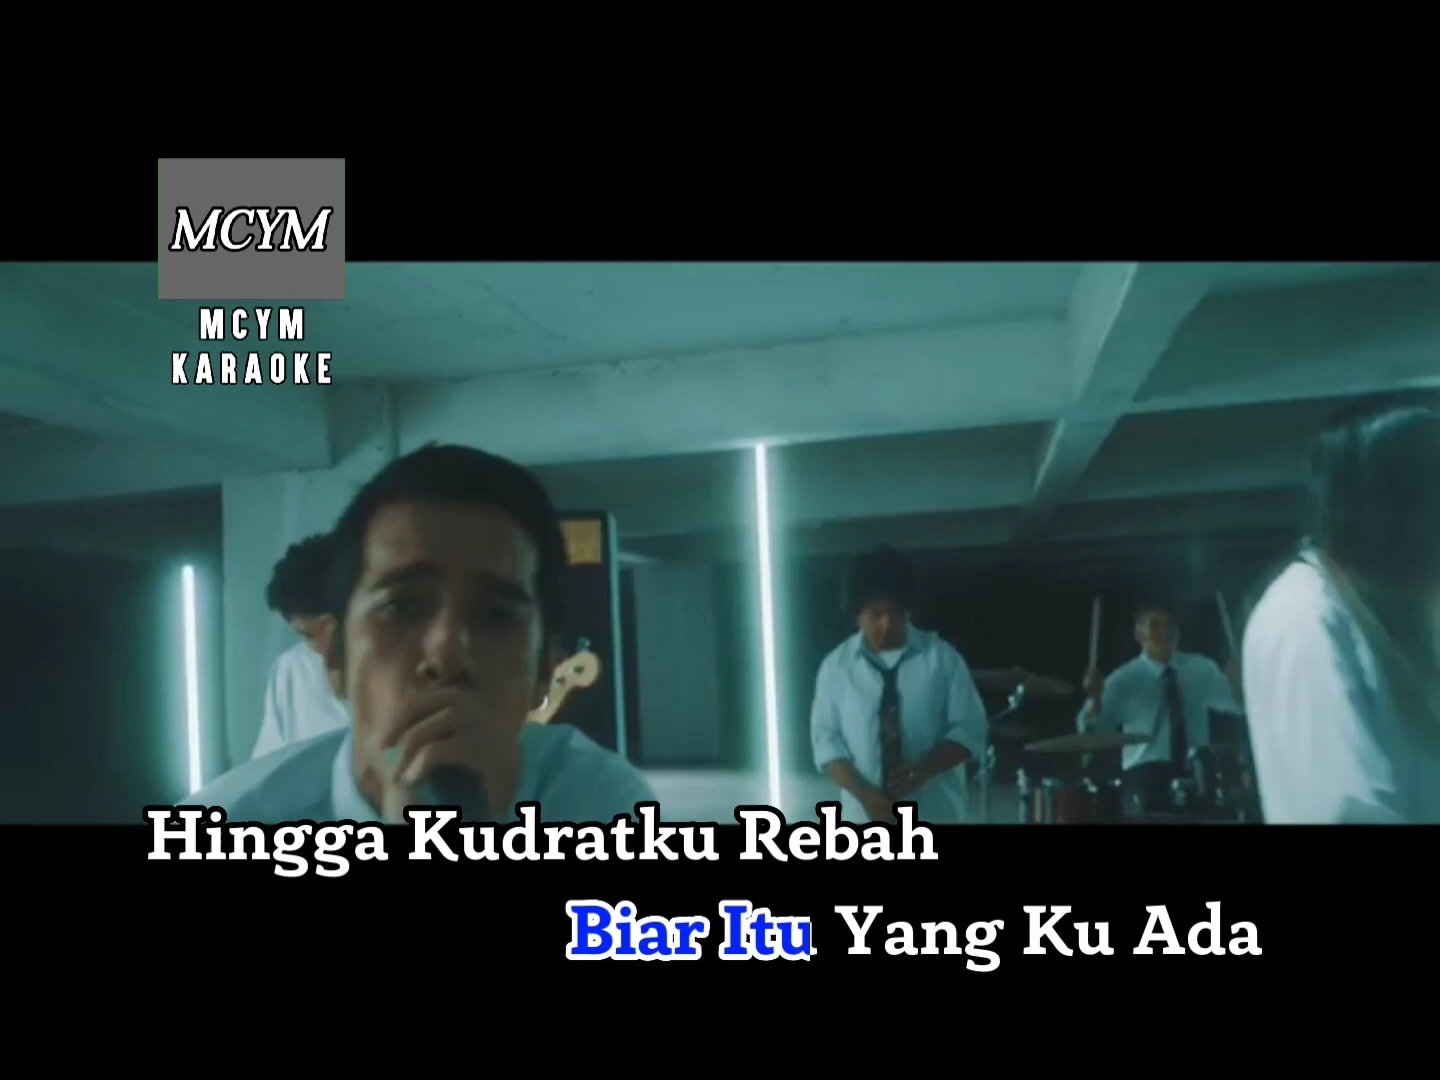 MCYM
MCYM
KARAOKE
Hingga Kudratku Rebah
Biar Itu Yang Ku Ada